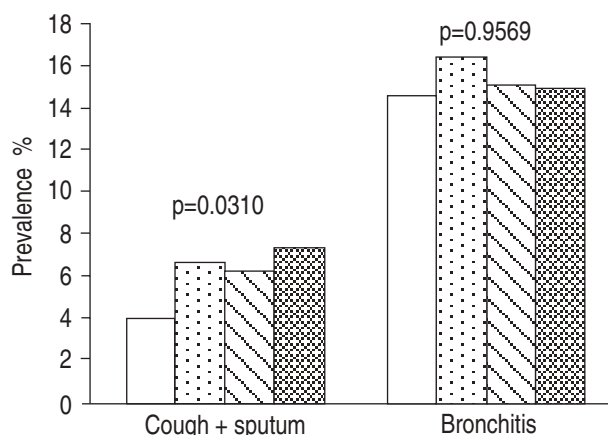 18
16
14
12
10
8
6
4
2
0
Prevalence %
p=0.0310
p=0.9569
Cough + sputum
Bronchitis